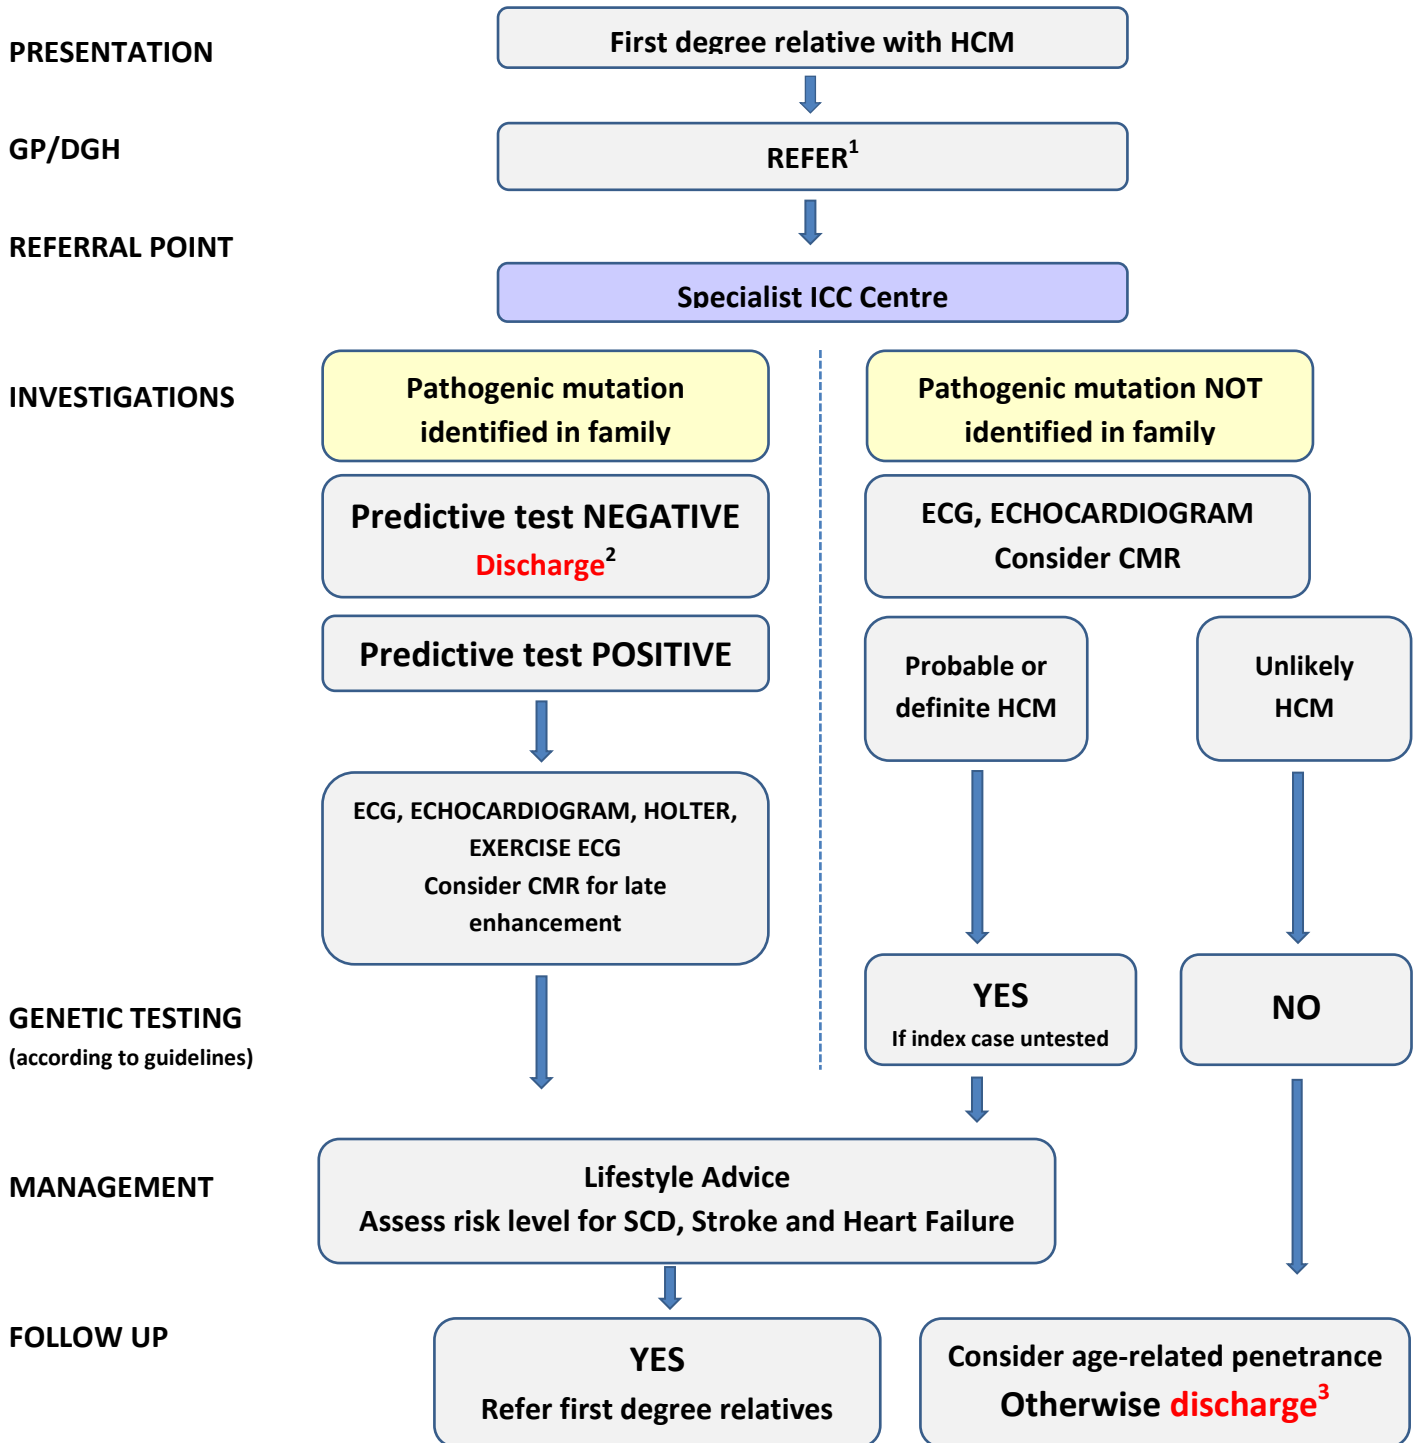 PRESENTATION
First degree relative with HCM
GP/DGH
REFER1
REFERRAL POINT
Specialist ICC Centre
INVESTIGATIONS
Pathogenic mutation
identified in family
Pathogenic mutation NOT
identified in family
Predictive test NEGATIVE
Discharge2
ECG, ECHOCARDIOGRAM
Consider CMR
Predictive test POSITIVE
Probable or
definite HCM
Unlikely
HCM
ECG, ECHOCARDIOGRAM, HOLTER,
EXERCISE ECG
Consider CMR for late
enhancement
GENETIC TESTING
(according to guidelines)
YES
If index case untested
NO
MANAGEMENT
Lifestyle Advice
Assess risk level for SCD, Stroke and Heart Failure
FOLLOW UP
YES
Refer first degree relatives
Consider age-related penetrance
Otherwise discharge3